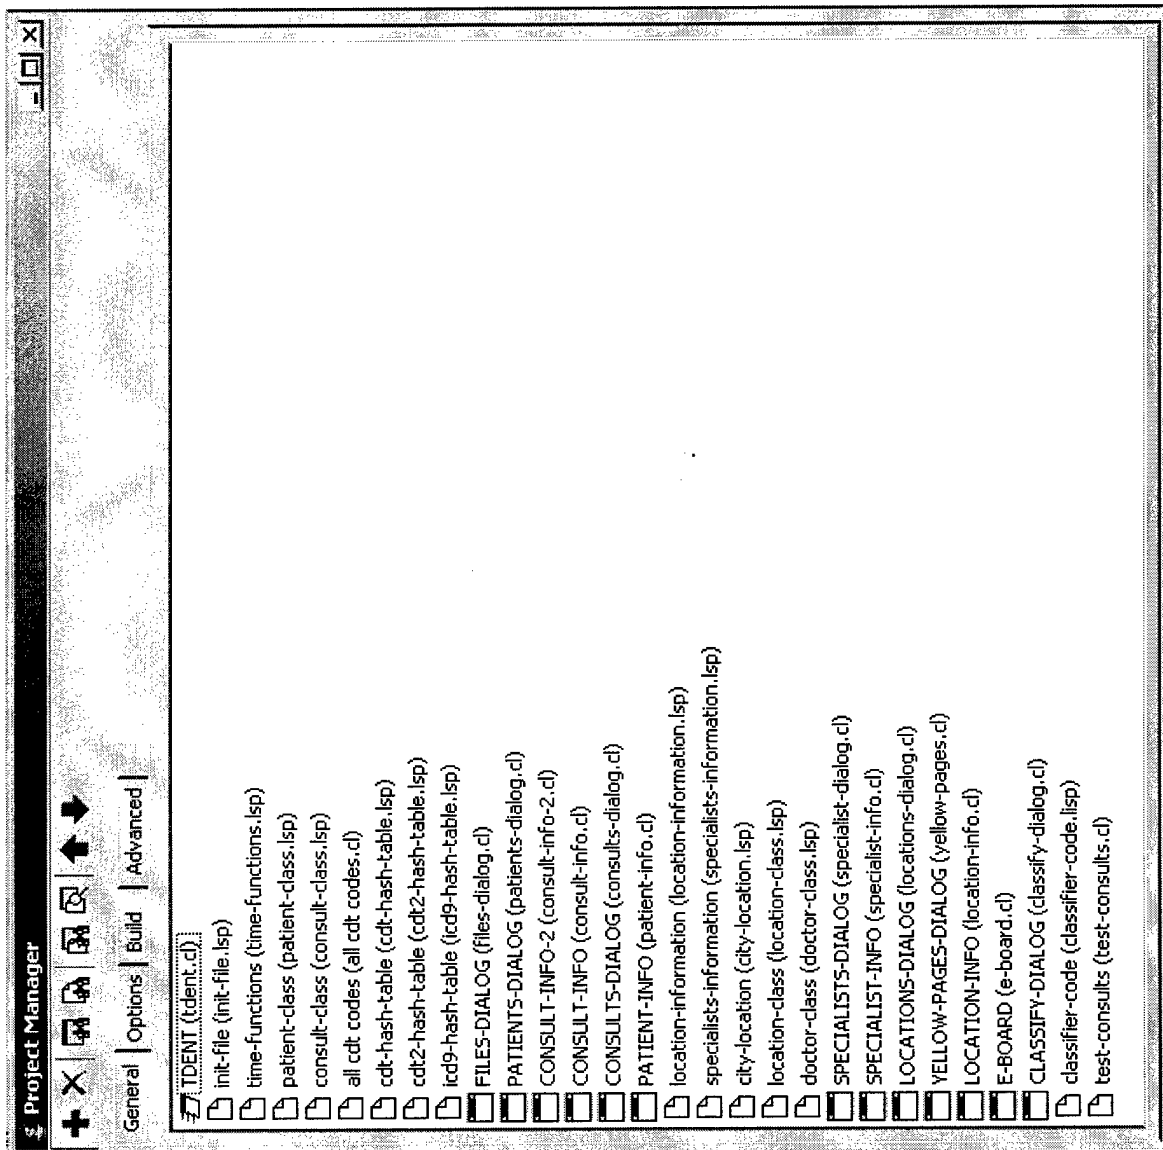 Project Manager
General | Options | Build | Advanced |
TDENT (tdent.cl)
init-file (init-file.lsp)
time-functions (time-functions.lsp)
patient-class (patient-class.lsp)
consult-class (consult-class.lsp)
all cdt codes (all cdt codes.cl)
cdt-hash-table (cdt-hash-table.lsp)
cdt2-hash-table (cdt2-hash-table.lsp)
icd9-hash-table (icd9-hash-table.lsp)
FILES-DIALOG (files-dialog.cl)
PATIENTS-DIALOG (patients-dialog.cl)
CONSULT-INFO-2 (consult-info-2.cl)
CONSULT-INFO (consult-info.cl)
CONSULTS-DIALOG (consults-dialog.cl)
PATIENT-INFO (patient-info.cl)
location-information (location-information.lsp)
specialists-information (specialists-information.lsp)
city-location (city-location.lsp)
location-class (location-class.lsp)
doctor-class (doctor-class.lsp)
SPECIALISTS-DIALOG (specialist-dialog.cl)
SPECIALIST-INFO (specialist-info.cl)
LOCATIONS-DIALOG (locations-dialog.cl)
YELLOW-PAGES-DIALOG (yellow-pages.cl)
LOCATION-INFO (location-info.cl)
E-BOARD (e-board.cl)
CLASSIFY-DIALOG (classify-dialog.cl)
classifier-code (classifier-code.lisp)
test-consults (test-consults.cl)